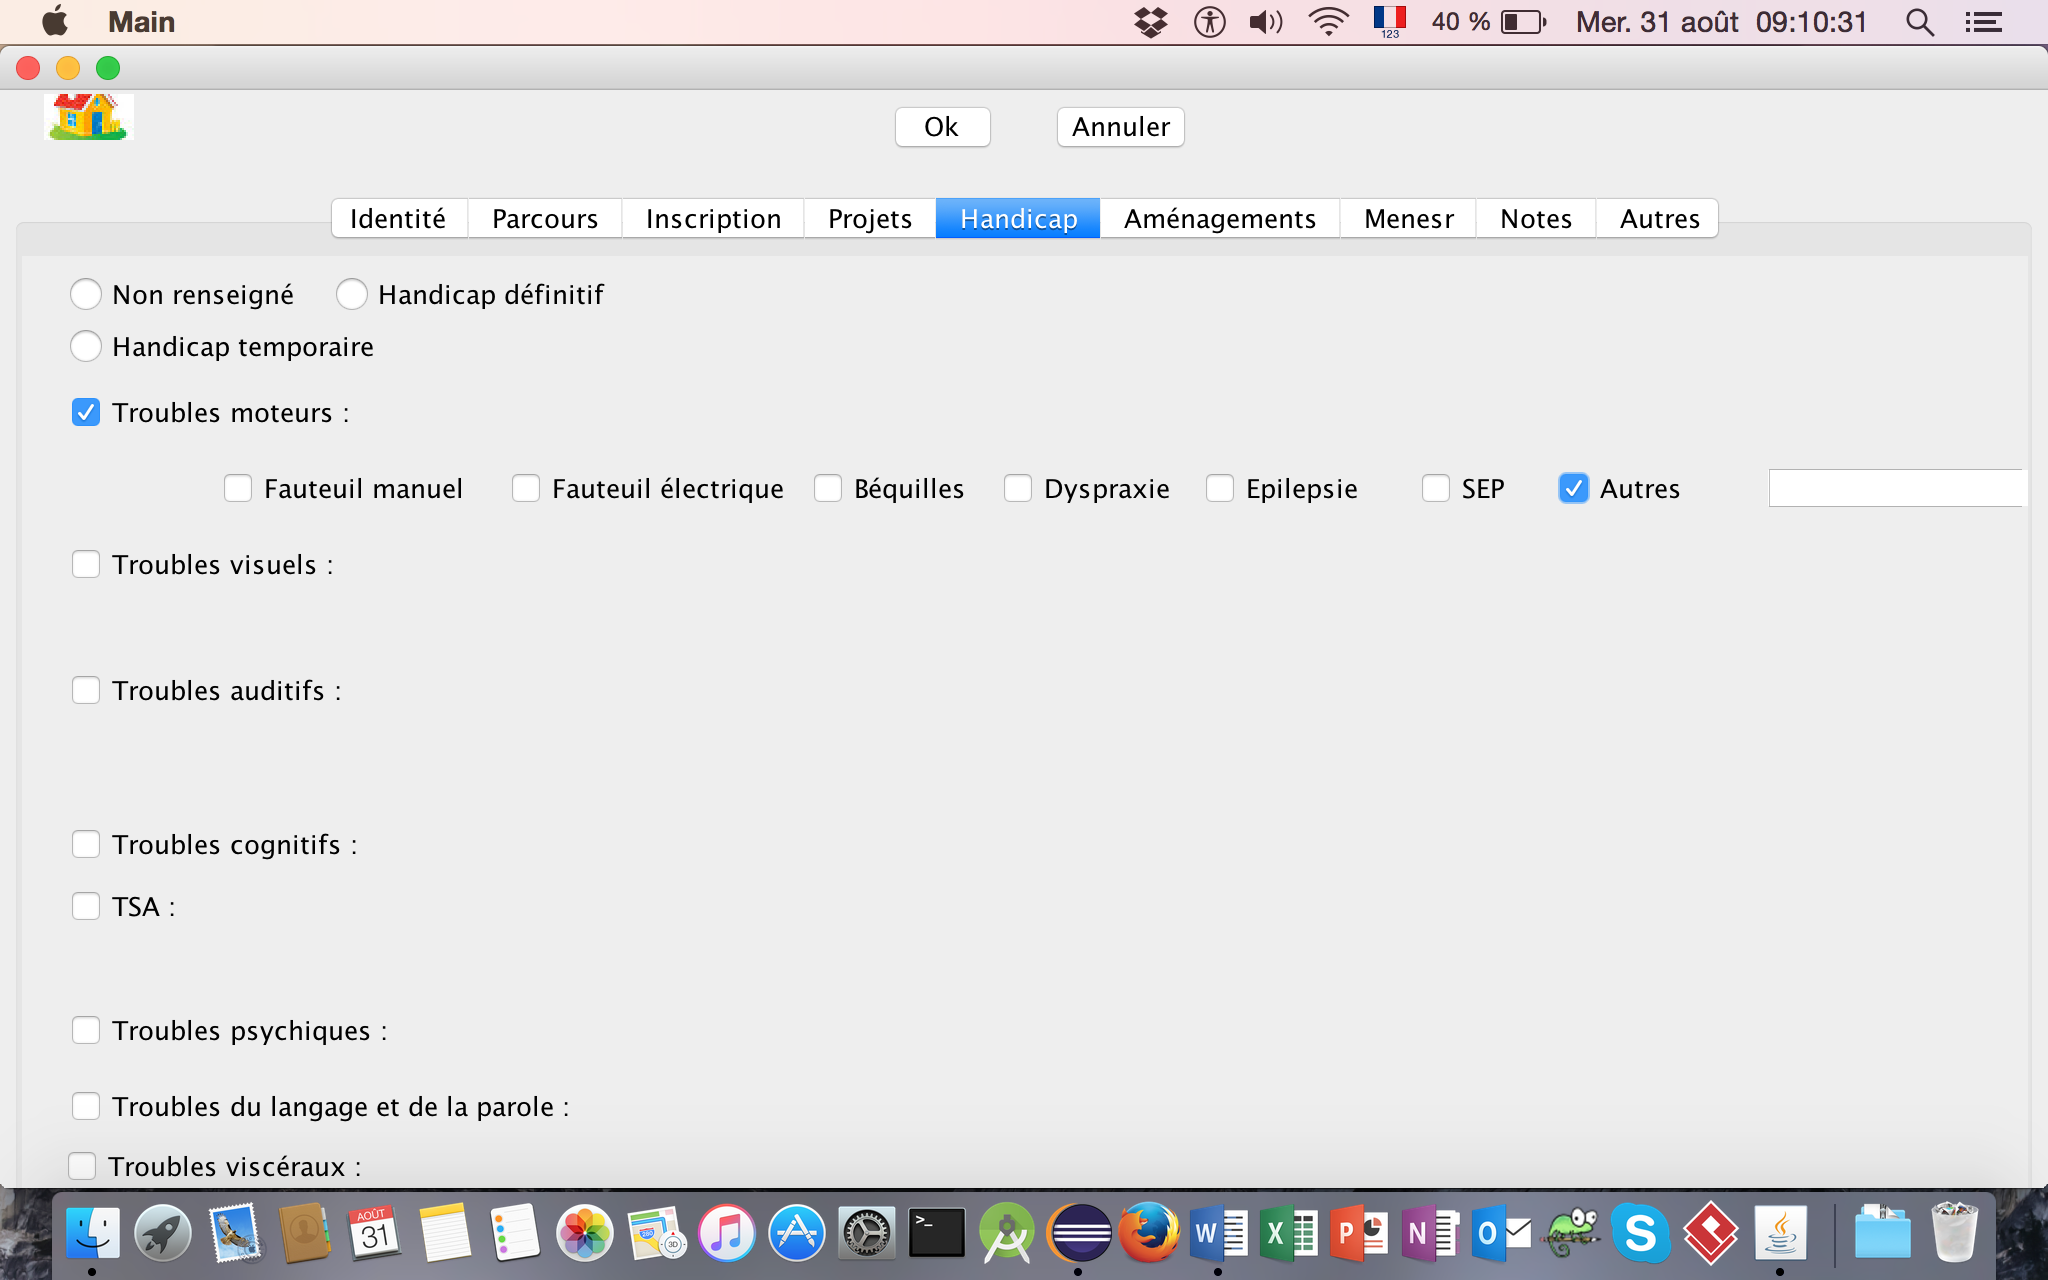 Main 123 40 % Mer. 31 août 09:10:31
Ok Annuler
Identité Parcours Inscription Projets Handicap Aménagements Menesr Notes Autres
Non renseigné Handicap définitif
Handicap temporaire
Troubles moteurs :
Fauteuil manuel Fauteuil électrique Béquilles Dyspraxie Epilepsie SEP Autres
Troubles visuels :
Troubles auditifs :
Troubles cognitifs :
TSA :
Troubles psychiques :
Troubles du langage et de la parole :
Troubles viscéraux :
AOÛT
31 280 3D >_ W X P N O S